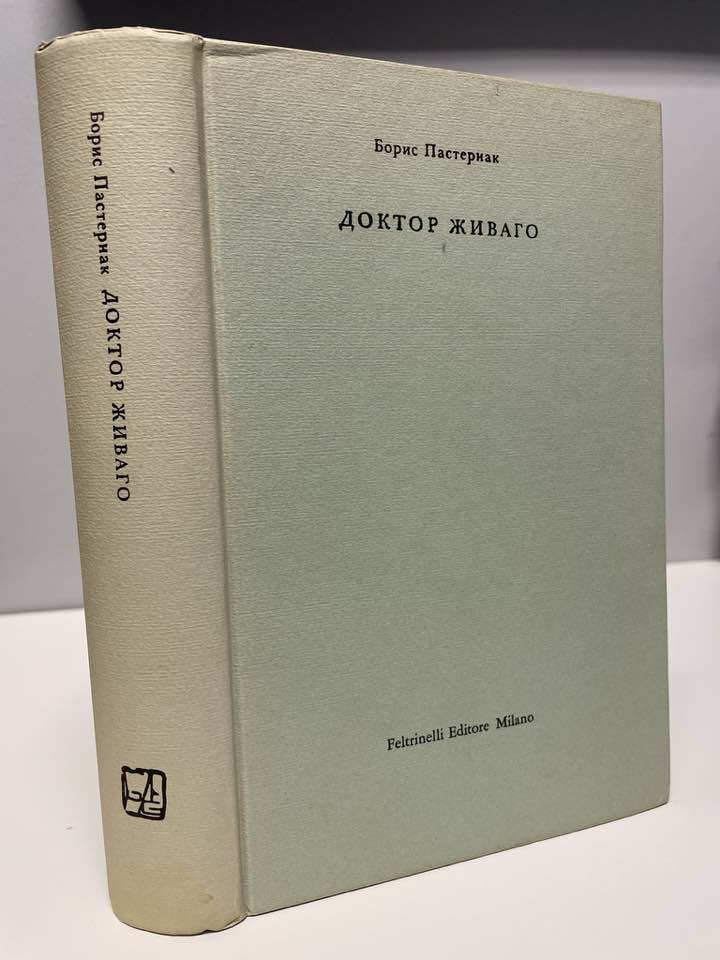 Борис Пастернак ДОКТОР ЖИВАГО
Борис Пастернак
ДОКТОР ЖИВАГО
Feltrinelli Editore Milano